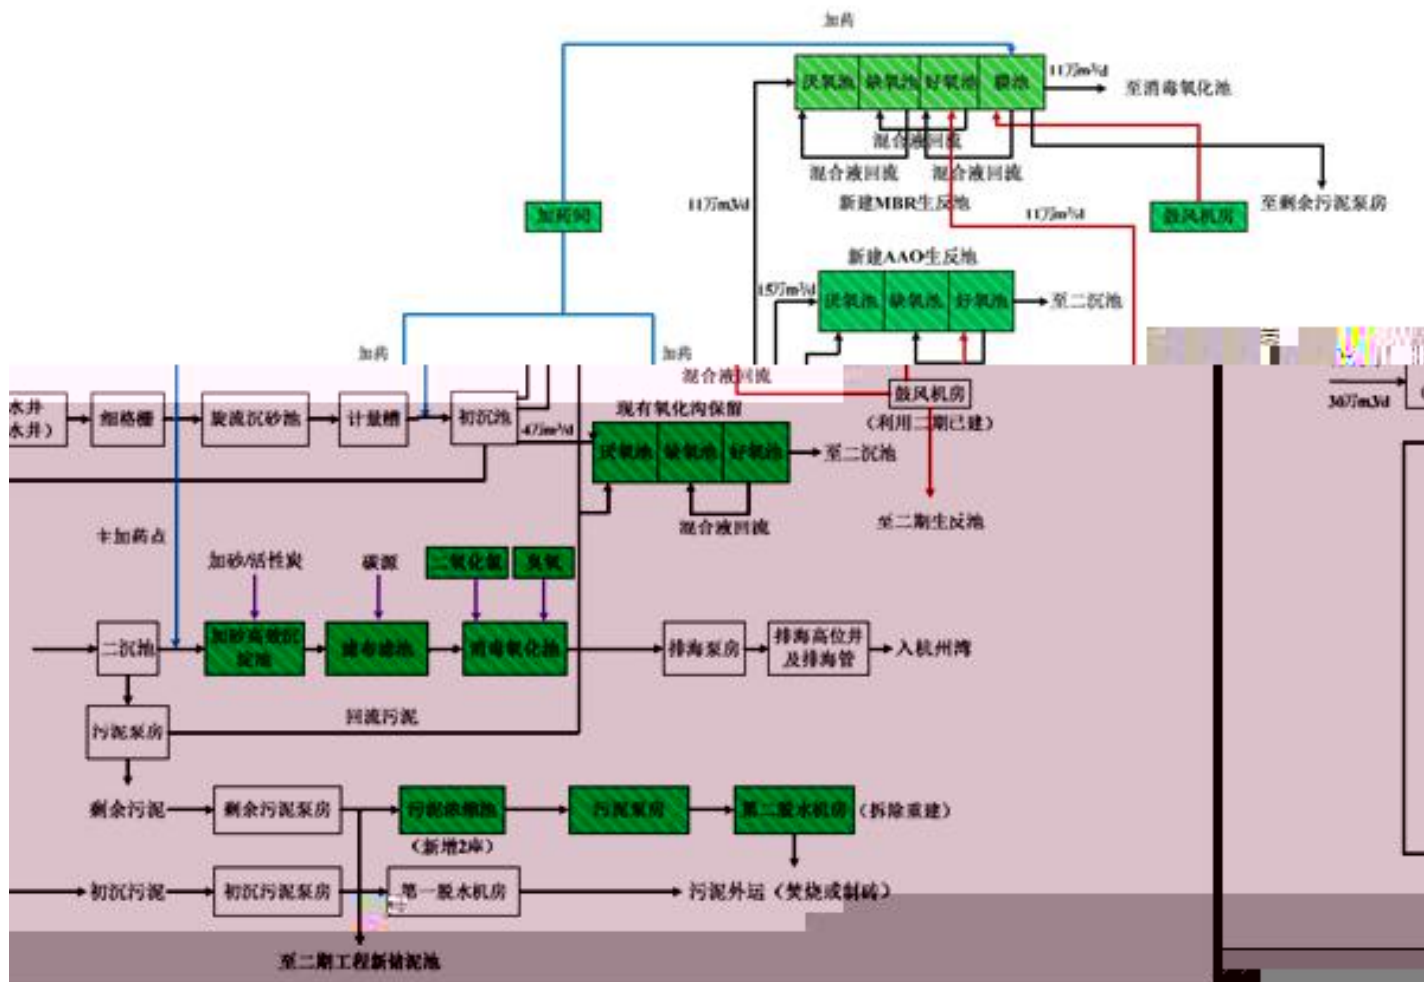 加药
11万m³/d
厌氧池 缺氧池 好氧池 膜池
至消毒氧化池
混合液回流
混合液回流 混合液回流
至剩余污泥泵房
11万m3/d
新建MBR生反池
11万m³/d
加药间
鼓风机房
新建AAO生反池
15万m³/d
厌氧池 缺氧池 好氧池
至二沉池
加药
加药
混合液回流
鼓风机房
(利用二期已建)
30万m3/d
水井
水井)
细格栅
旋流沉砂池
计量槽
初沉池
现有氧化沟保留
4万m³/d
厌氧池 缺氧池 好氧池
至二沉池
混合液回流
至二期生反池
主加药点
加砂/活性炭
碳源
二氧化氯
臭氧
二沉池
加砂高效沉
淀池
滤布滤池
消毒氧化池
排海泵房
排海高位井
及排海管
入杭州湾
污泥泵房
回流污泥
剩余污泥
剩余污泥泵房
污泥浓缩池
(新增2座)
污泥泵房
第二脱水机房
(拆除重建)
初沉污泥
初沉污泥泵房
第一脱水机房
污泥外运(焚烧或制砖)
至二期工程新储泥池